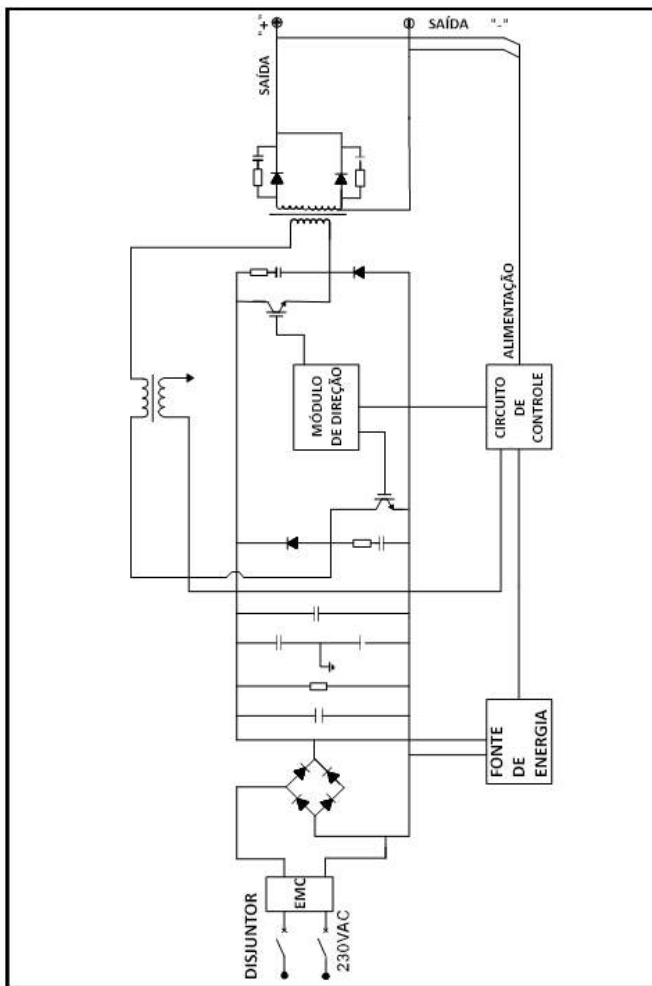 "+"
SAÍDA "-"
SAÍDA
ALIMENTAÇÃO
MÓDULO
DE DIREÇÃO
CIRCUITO
DE
CONTROLE
FONTE
DE
ENERGIA
EMC
DISJUNTOR
230VAC